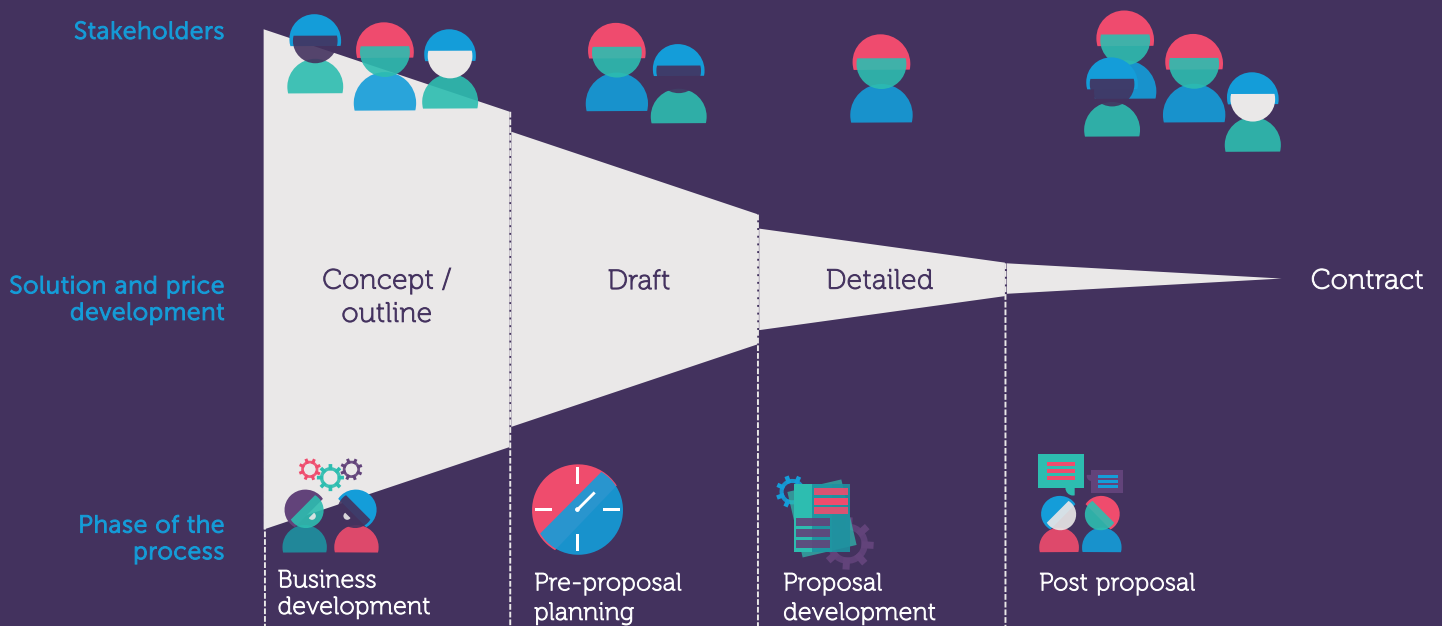 Stakeholders
Solution and price
development
Concept /
outline
Draft
Detailed
Contract
Phase of the
process
Business
development
Pre-proposal
planning
Proposal
development
Post proposal